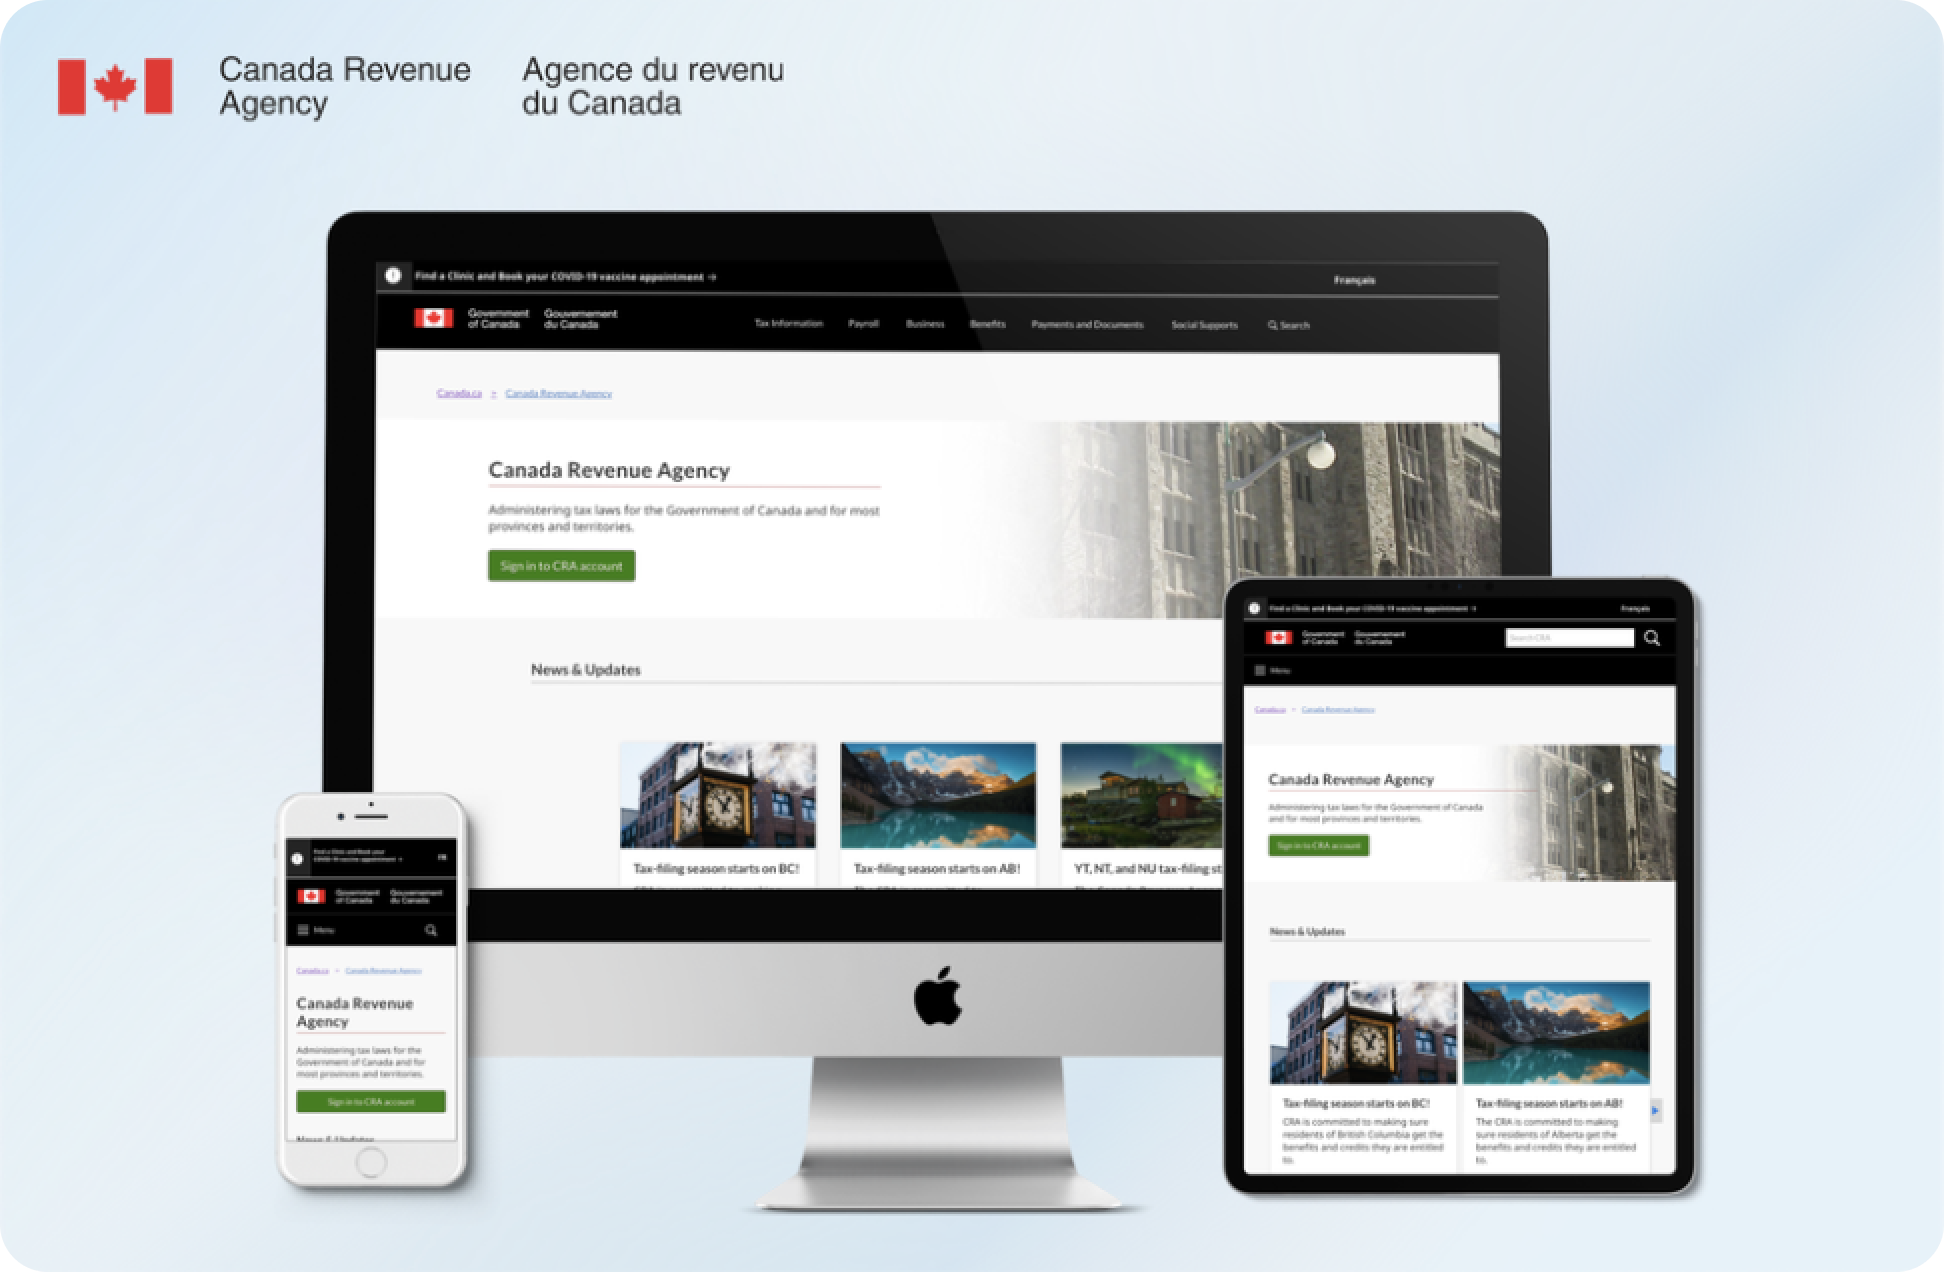 Canada Revenue
Agency
Agence du revenu
du Canada
Find a Clinic and Book your COVID-19 vaccine appointment →
Français
Government
of Canada
Gouvernement
du Canada
Tax Information
Payroll
Business
Benefits
Payments and Documents
Social Supports
Search
Canada.ca > Canada Revenue Agency
Canada Revenue Agency
Administering tax laws for the Government of Canada and for most
provinces and territories.
Sign in to CRA account
News & Updates
Tax-filing season starts on BC!
Tax-filing season starts on AB!
YT, NT, and NU tax-filing st
Find a Clinic and Book your
COVID-19 vaccine appointment →
FR
Government
of Canada
Gouvernement
du Canada
Menu
Canada.ca > Canada Revenue Agency
Canada Revenue
Agency
Administering tax laws for the
Government of Canada and for
most provinces and territories.
Sign in to CRA account
News & Updates
Find a Clinic and Book your COVID-19 vaccine appointment →
Français
Government
of Canada
Gouvernement
du Canada
Search CRA
Menu
Canada.ca > Canada Revenue Agency
Canada Revenue Agency
Administering tax laws for the Government of Canada
and for most provinces and territories.
Sign in to CRA account
News & Updates
Tax-filing season starts on BC!
CRA is committed to making sure
residents of British Columbia get the
benefits and credits they are entitled
to.
Tax-filing season starts on AB!
The CRA is committed to making
sure residents of Alberta get the
benefits and credits they are entitled
to.